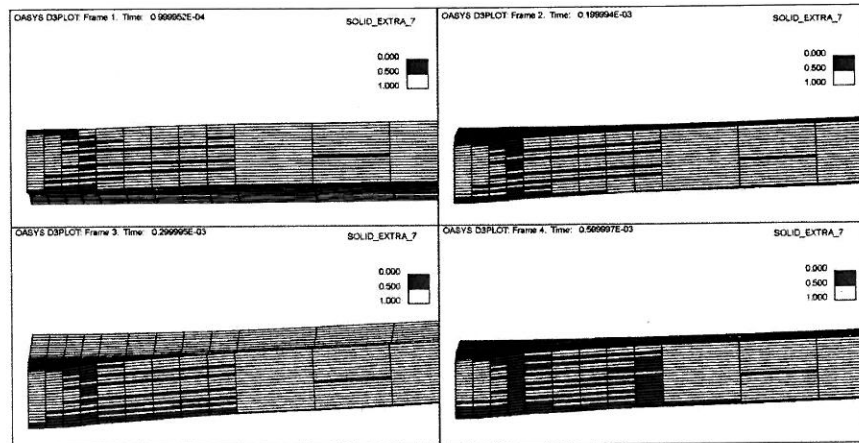 OASYS D3PLOT: Frame 1. Time: 0.999952E-04
SOLID_EXTRA_7
0.000
0.500
1.000
OASYS D3PLOT: Frame 2. Time: 0.199994E-03
SOLID_EXTRA_7
0.000
0.500
1.000
OASYS D3PLOT: Frame 3. Time: 0.299995E-03
SOLID_EXTRA_7
0.000
0.500
1.000
OASYS D3PLOT: Frame 4. Time: 0.599997E-03
SOLID_EXTRA_7
0.000
0.500
1.000